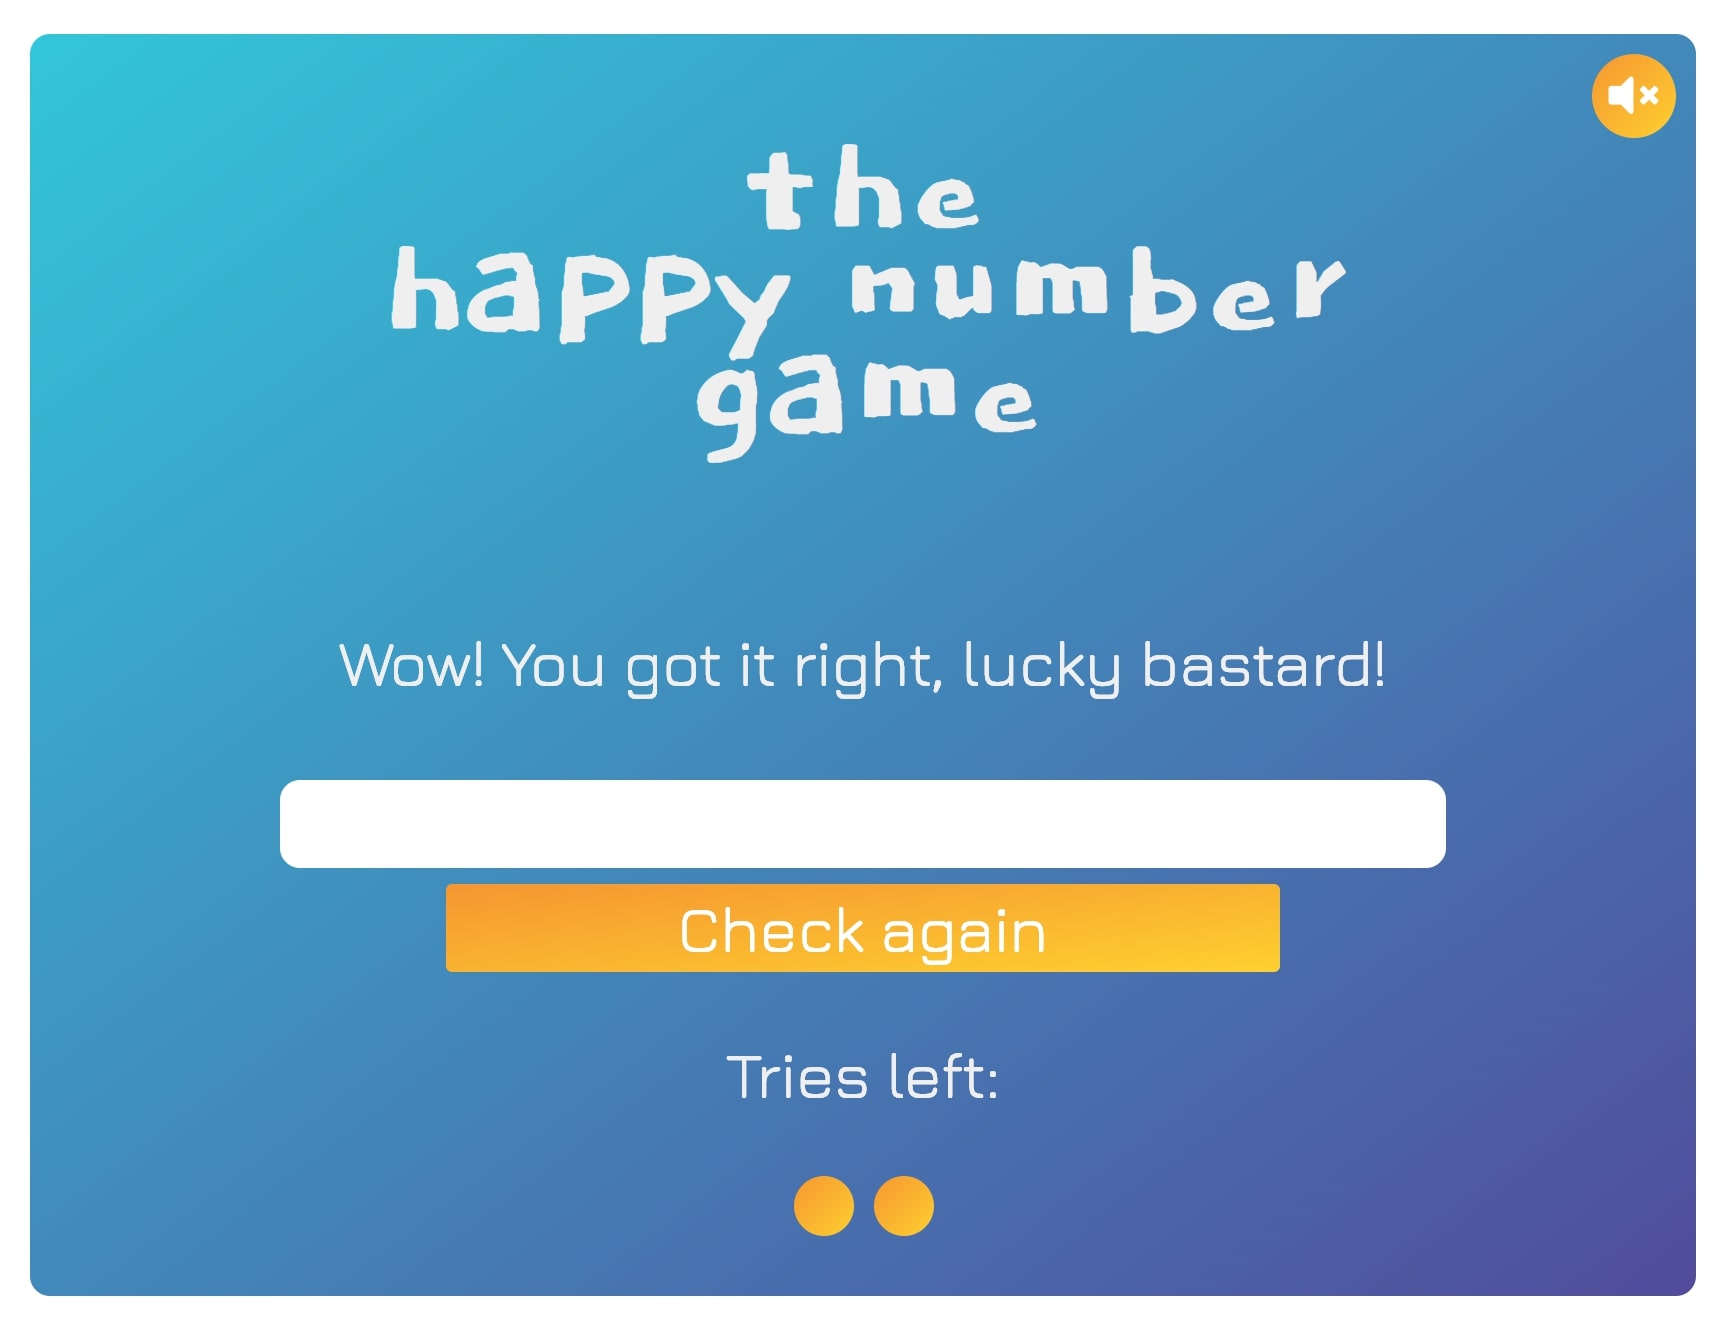 the
happy number
game
Wow! You got it right, lucky bastard!
Check again
Tries left: